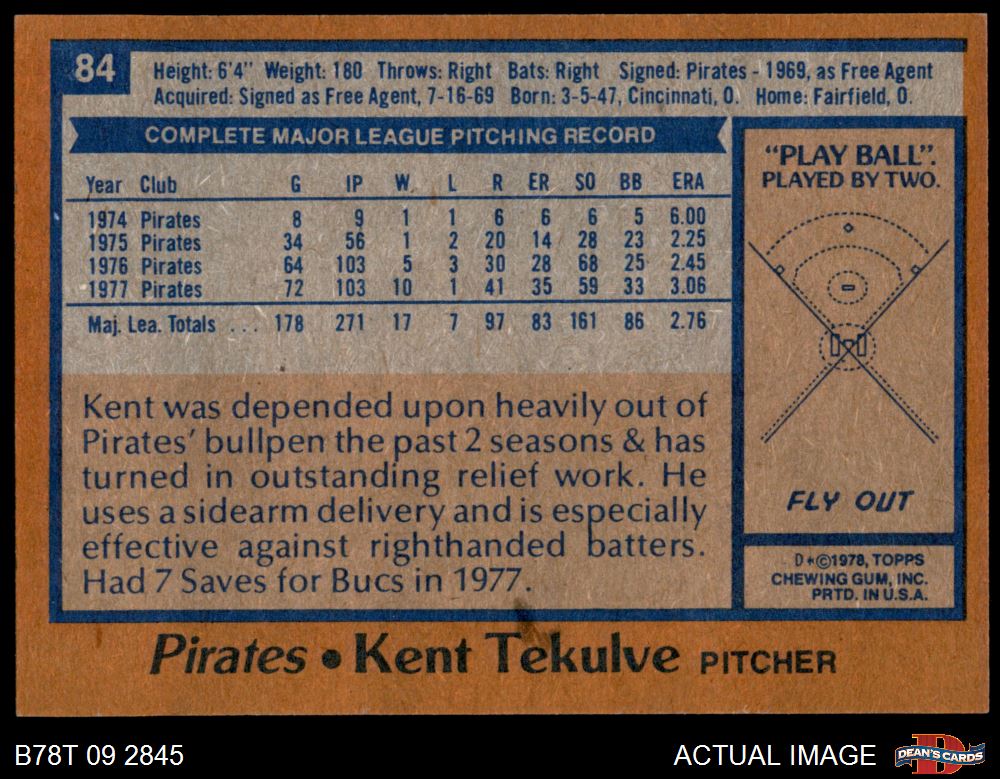 84
Height: 6'4" Weight: 180 Throws: Right Bats: Right Signed: Pirates - 1969, as Free Agent
Acquired: Signed as Free Agent, 7-16-69 Born: 3-5-47, Cincinnati, O. Home: Fairfield, O.
COMPLETE MAJOR LEAGUE PITCHING RECORD
Year Club G IP W L R ER SO BB ERA
1974 Pirates 8 9 1 1 6 6 6 5 6.00
1975 Pirates 34 56 1 2 20 14 28 23 2.25
1976 Pirates 64 103 5 3 30 28 68 25 2.45
1977 Pirates 72 103 10 1 41 35 59 33 3.06
Maj. Lea. Totals . . . 178 271 17 7 97 83 161 86 2.76
Kent was depended upon heavily out of
Pirates' bullpen the past 2 seasons & has
turned in outstanding relief work. He
uses a sidearm delivery and is especially
effective against righthanded batters.
Had 7 Saves for Bucs in 1977.
"PLAY BALL".
PLAYED BY TWO.
FLY OUT
D*©1978, TOPPS
CHEWING GUM, INC.
PRTD. IN U.S.A.
Pirates • Kent Tekulve PITCHER
B78T 09 2845
ACTUAL IMAGE
D
DEAN'S CARDS